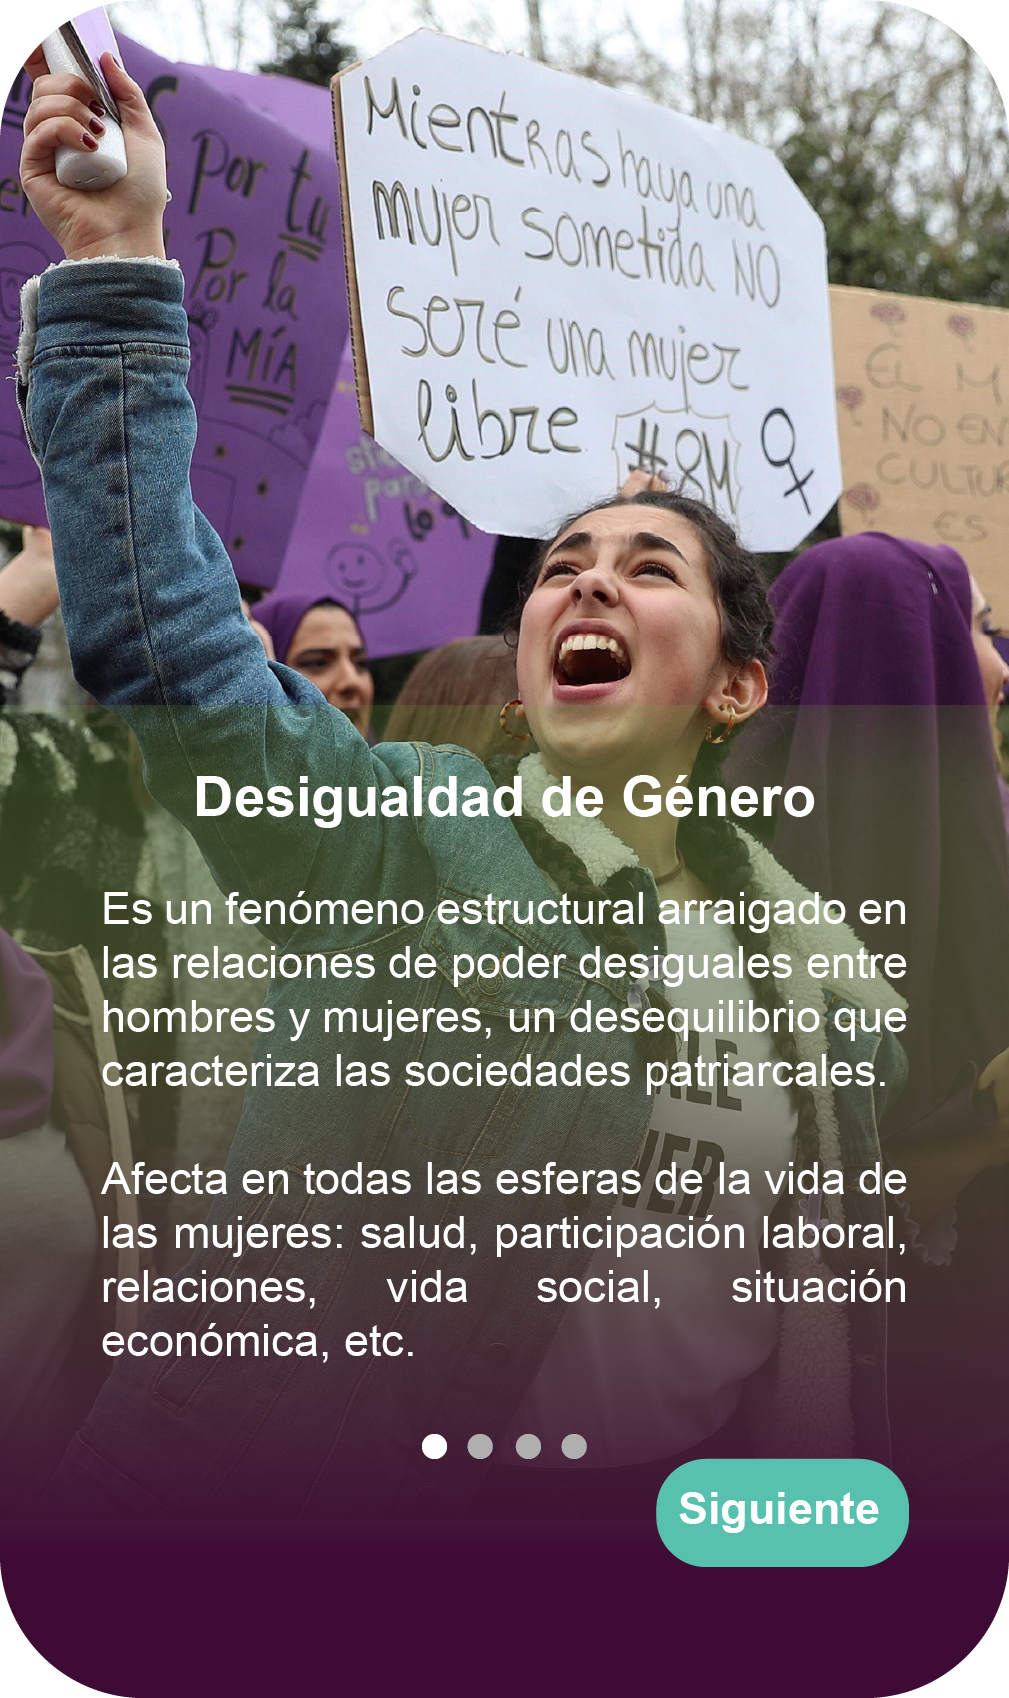 Por tu
Por la
MÍA
Mientras haya una
mujer sometida NO
seré una mujer
libre
#8M
EL M
NO EN
CULTUR
ES
Desigualdad de Género
Es un fenómeno estructural arraigado en
las relaciones de poder desiguales entre
hombres y mujeres, un desequilibrio que
caracteriza las sociedades patriarcales.
Afecta en todas las esferas de la vida de
las mujeres: salud, participación laboral,
relaciones, vida social, situación
económica, etc.
Siguiente